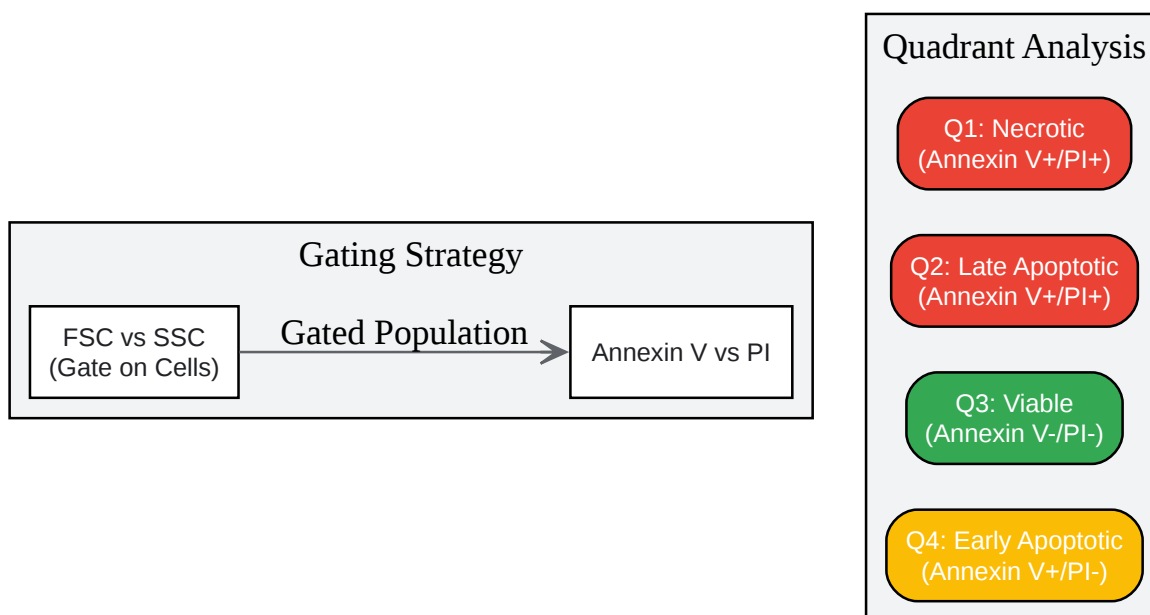 Gating Strategy
FSC vs SSC
(Gate on Cells)
Gated Population
Annexin V vs PI
Quadrant Analysis
Q1: Necrotic
(Annexin V+/PI+)
Q2: Late Apoptotic
(Annexin V+/PI+)
Q3: Viable
(Annexin V-/PI-)
Q4: Early Apoptotic
(Annexin V+/PI-)